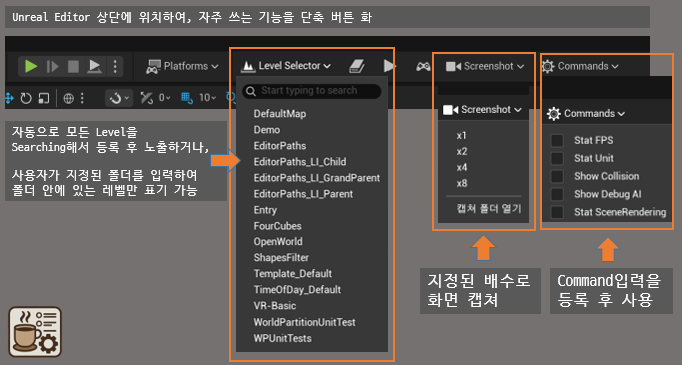 Unreal Editor 상단에 위치하여, 자주 쓰는 기능을 단축 버튼 화
Platforms
Level Selector
Screenshot
Commands
0
10
Start typing to search
DefaultMap
Demo
EditorPaths
EditorPaths_LI_Child
EditorPaths_LI_GrandParent
EditorPaths_LI_Parent
Entry
FourCubes
OpenWorld
ShapesFilter
Template_Default
TimeOfDay_Default
VR-Basic
WorldPartitionUnitTest
WPUnitTests
자동으로 모든 Level을
Searching해서 등록 후 노출하거나,
사용자가 지정된 폴더를 입력하여
폴더 안에 있는 레벨만 표기 가능
Screenshot
x1
x2
x4
x8
캡쳐 폴더 열기
Commands
Stat FPS
Stat Unit
Show Collision
Show Debug AI
Stat SceneRendering
지정된 배수로
화면 캡쳐
Command입력을
등록 후 사용